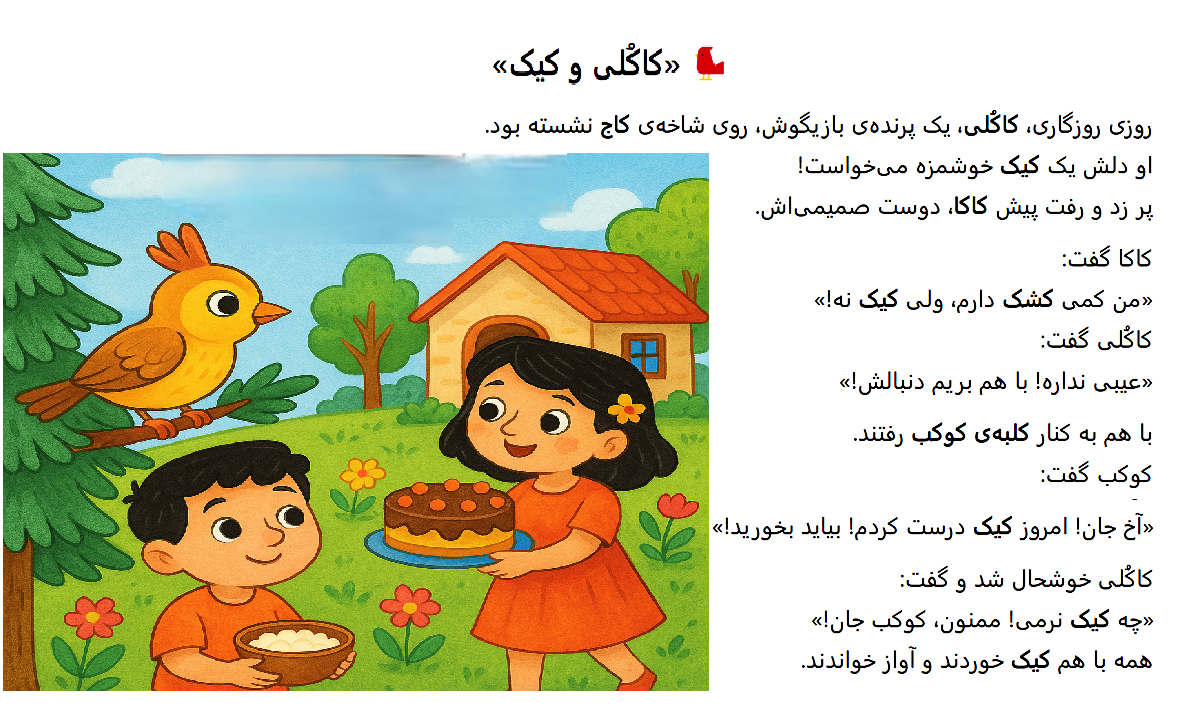 «کاکُلی و کیک»
روزی روزگاری، کاکُلی، یک پرنده‌ی بازیگوش، روی شاخه‌ی کاج نشسته بود.
او دلش یک کیک خوشمزه می‌خواست!
پر زد و رفت پیش کاکا، دوست صمیمی‌اش.
کاکا گفت:
«من کمی کشک دارم، ولی کیک نه!»
کاکُلی گفت:
«عیبی نداره! با هم بریم دنبالش!»
با هم به کنار کلبه‌ی کوکب رفتند.
کوکب گفت:
«آخ جان! امروز کیک درست کردم! بیاید بخورید!»
کاکُلی خوشحال شد و گفت:
«چه کیک نرمی! ممنون، کوکب جان!»
همه با هم کیک خوردند و آواز خواندند.